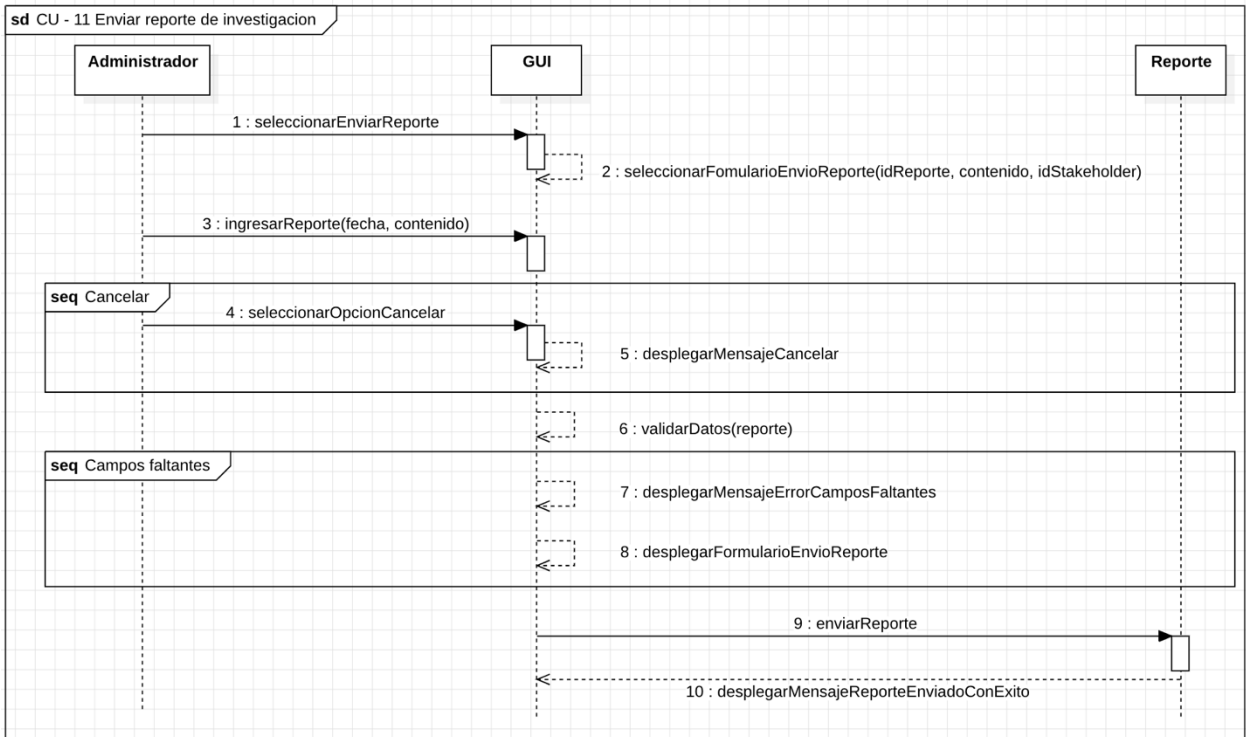 sd CU - 11 Enviar reporte de investigacion
Administrador
GUI
Reporte
1 : seleccionarEnviarReporte
2 : seleccionarFomularioEnvioReporte(idReporte, contenido, idStakeholder)
3 : ingresarReporte(fecha, contenido)
seq Cancelar
4 : seleccionarOpcionCancelar
5 : desplegarMensajeCancelar
6 : validarDatos(reporte)
seq Campos faltantes
7 : desplegarMensajeErrorCamposFaltantes
8 : desplegarFormularioEnvioReporte
9 : enviarReporte
10 : desplegarMensajeReporteEnviadoConExito